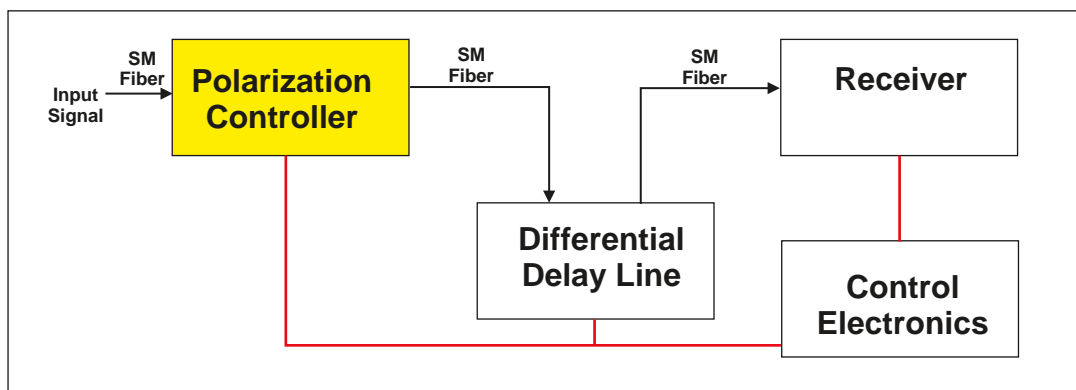 SM
Fiber
Input
Signal
Polarization
Controller
SM
Fiber
SM
Fiber
Receiver
Differential
Delay Line
Control
Electronics